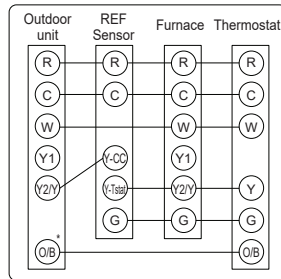 Outdoor unit REF Sensor Furnace Thermostat
R R R R
C C C C
W W W
Y1 Y-CC Y1
Y2/Y Y-Tstat Y2/Y Y
G G G
*
O/B O/B